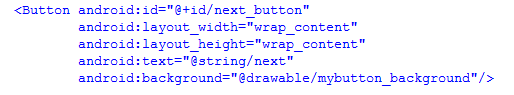 <Button android:id="@+id/next_button"
android:layout_width="wrap_content"
android:layout_height="wrap_content"
android:text="@string/next"
android:background="@drawable/mybutton_background"/>